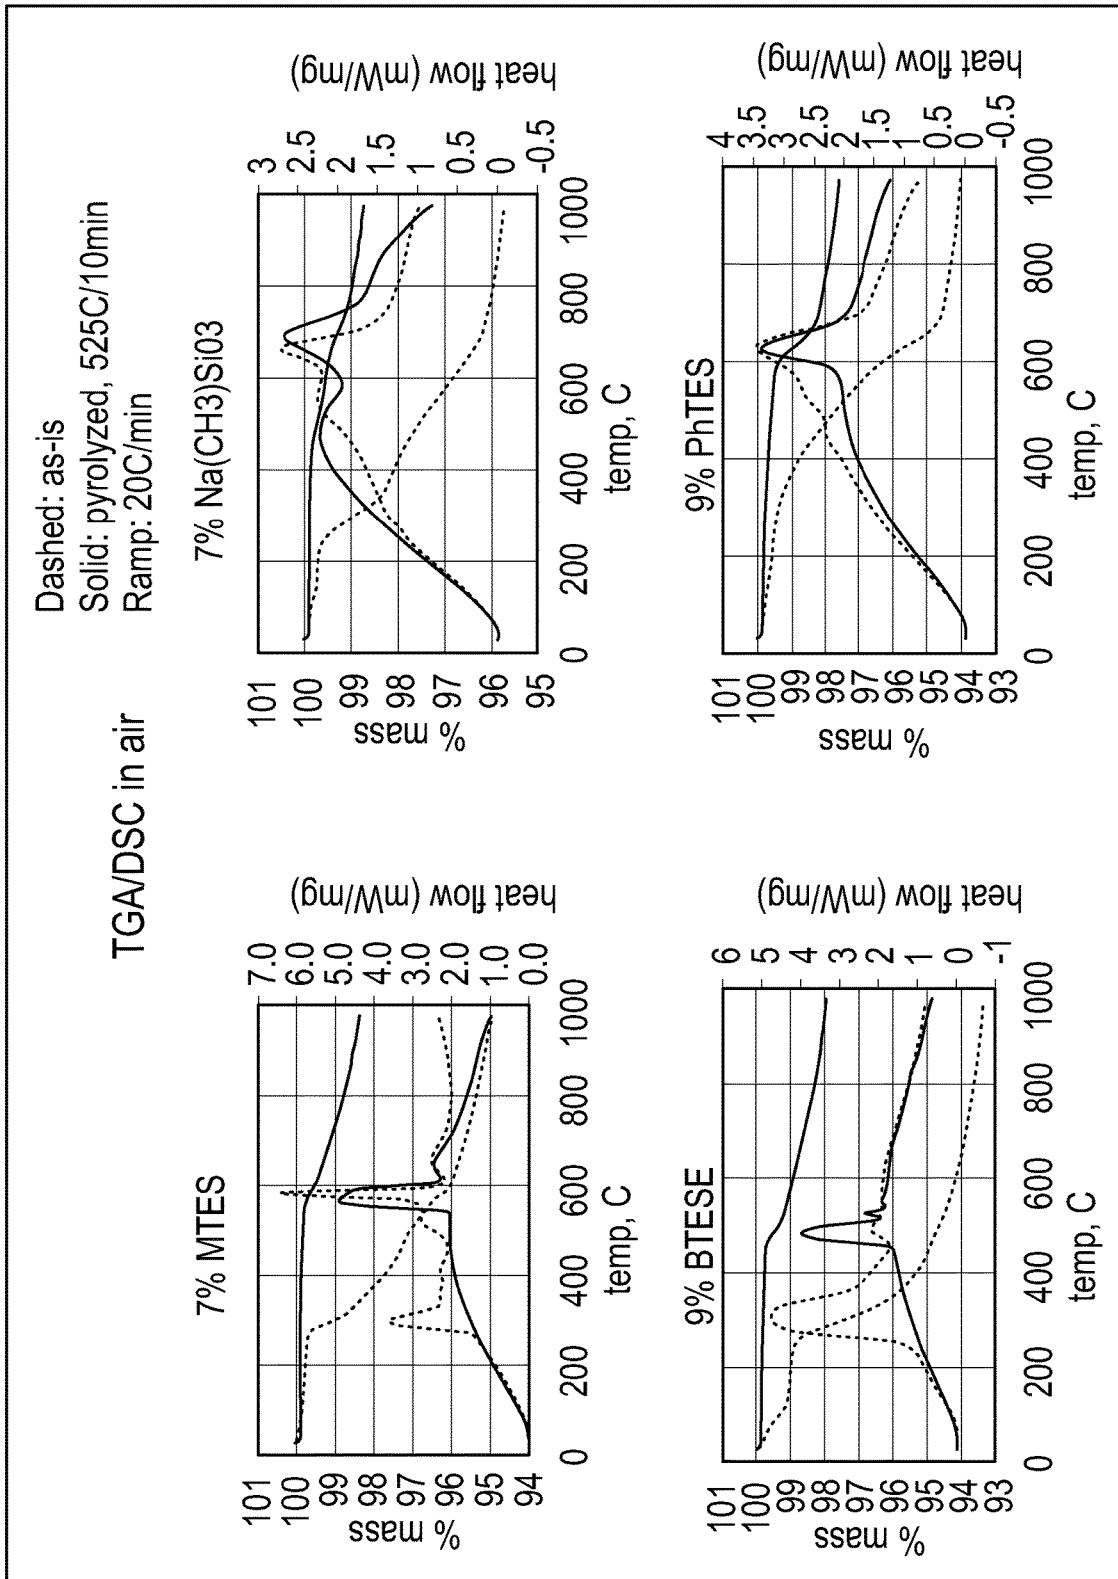 TGA/DSC in air
Dashed: as-is
Solid: pyrolyzed, 525C/10min
Ramp: 20C/min
7% MTES
101
100
99
98
97
96
95
94
% mass
7.0
6.0
5.0
4.0
3.0
2.0
1.0
0.0
heat flow (mW/mg)
0 200 400 600 800 1000
temp, C
7% Na(CH3)Si03
101
100
99
98
97
96
95
% mass
3
2.5
2
1.5
1
0.5
0
-0.5
heat flow (mW/mg)
0 200 400 600 800 1000
temp, C
9% BTESE
101
100
99
98
97
96
95
94
93
% mass
6
5
4
3
2
1
0
-1
heat flow (mW/mg)
0 200 400 600 800 1000
temp, C
9% PhTES
101
100
99
98
97
96
95
94
93
% mass
4
3.5
3
2.5
2
1.5
1
0.5
0
-0.5
heat flow (mW/mg)
0 200 400 600 800 1000
temp, C